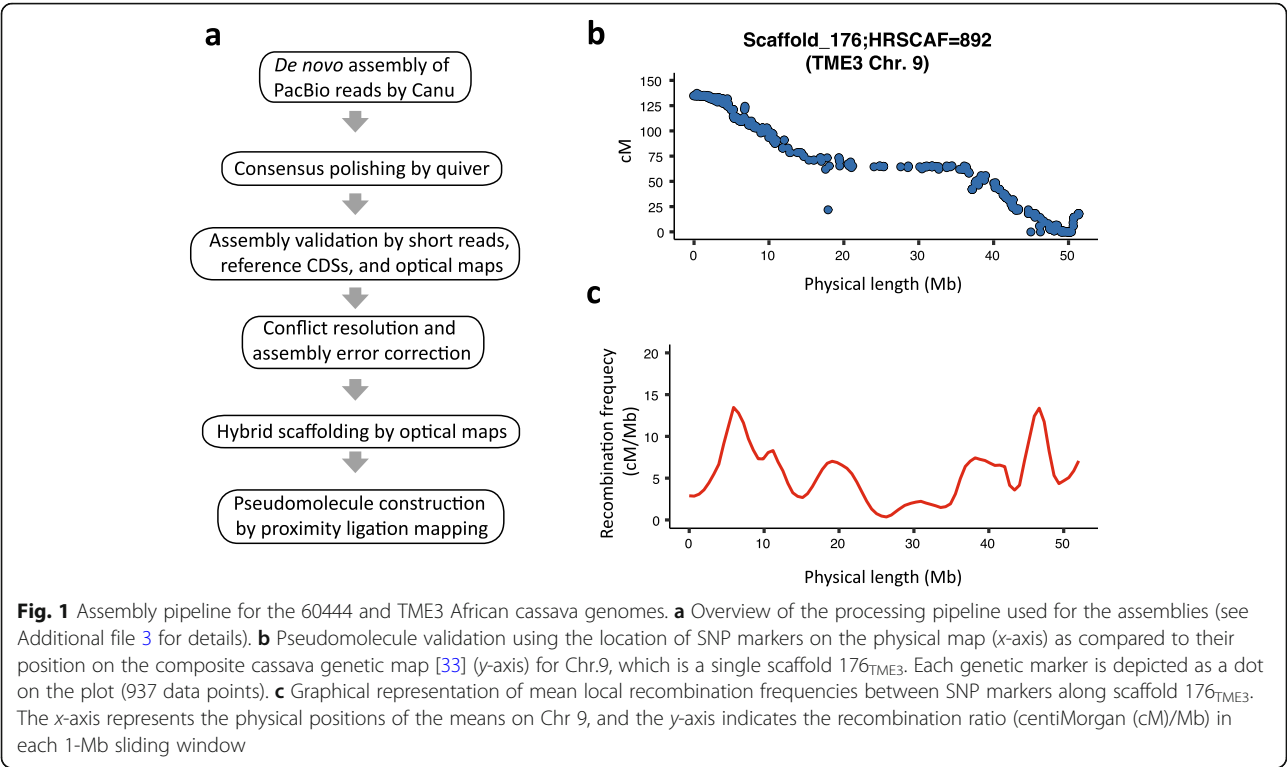 a
De novo assembly of
PacBio reads by Canu
Consensus polishing by quiver
Assembly validation by short reads,
reference CDSs, and optical maps
Conflict resolution and
assembly error correction
Hybrid scaffolding by optical maps
Pseudomolecule construction
by proximity ligation mapping
b
Scaffold_176;HRSCAF=892
(TME3 Chr. 9)
cM
150
125
100
75
50
25
0
0 10 20 30 40 50
Physical length (Mb)
c
Recombination frequecy
(cM/Mb)
20
15
10
5
0
0 10 20 30 40 50
Physical length (Mb)
Fig. 1 Assembly pipeline for the 60444 and TME3 African cassava genomes. a Overview of the processing pipeline used for the assemblies (see
Additional file 3 for details). b Pseudomolecule validation using the location of SNP markers on the physical map (x-axis) as compared to their
position on the composite cassava genetic map [33] (y-axis) for Chr.9, which is a single scaffold 176TME3. Each genetic marker is depicted as a dot
on the plot (937 data points). c Graphical representation of mean local recombination frequencies between SNP markers along scaffold 176TME3.
The x-axis represents the physical positions of the means on Chr 9, and the y-axis indicates the recombination ratio (centiMorgan (cM)/Mb) in
each 1-Mb sliding window